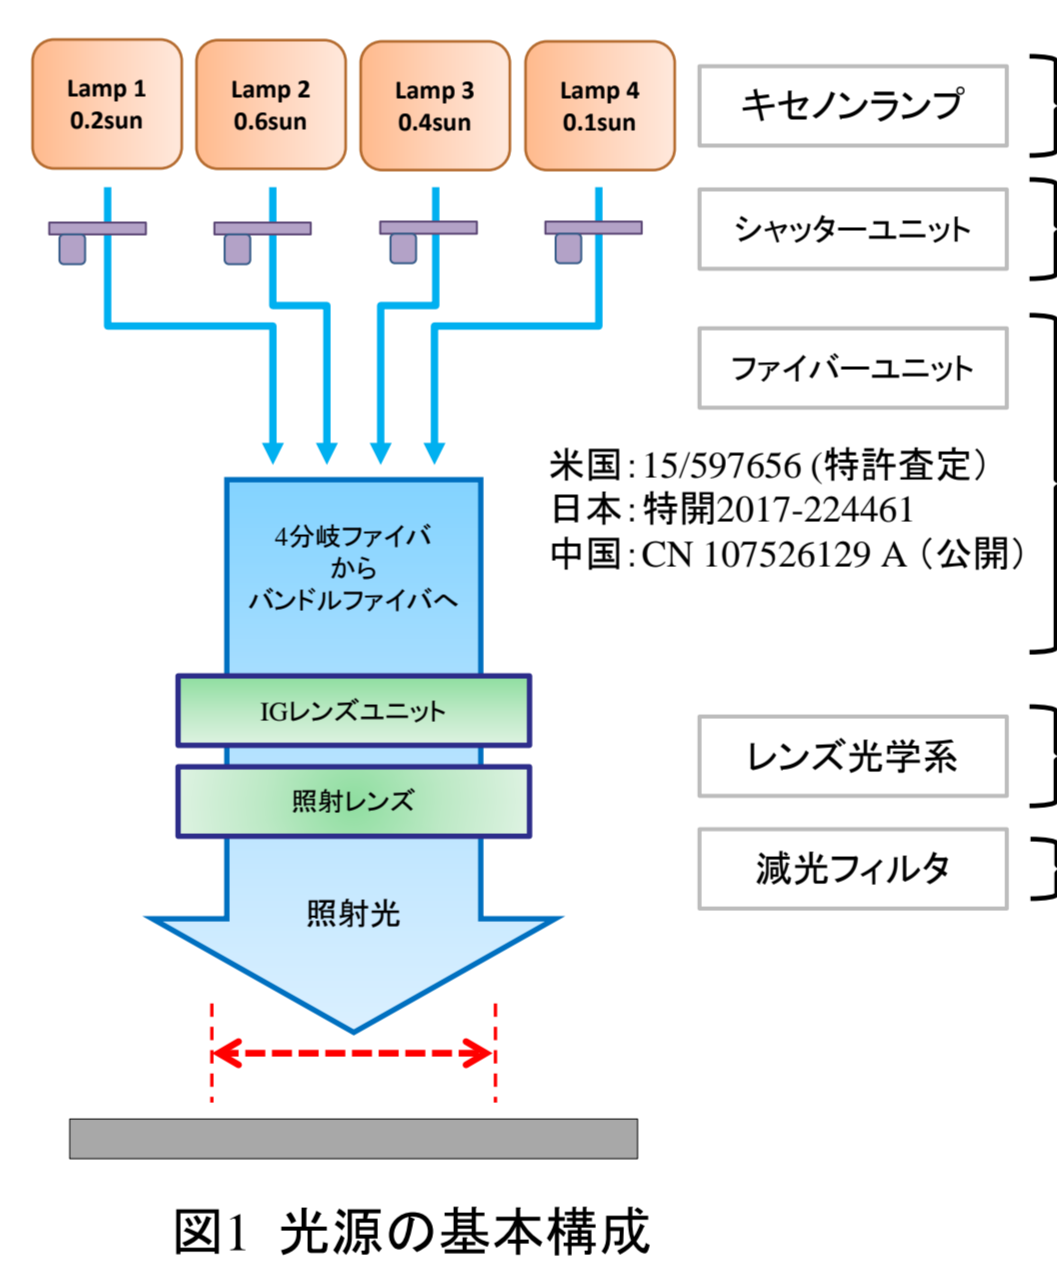 Lamp 1
0.2sun
Lamp 2
0.6sun
Lamp 3
0.4sun
Lamp 4
0.1sun
キセノンランプ
シャッターユニット
ファイバーユニット
米国：15/597656 (特許査定）
日本：特開2017-224461
中国：CN 107526129 A（公開）
4分岐ファイバ
から
バンドルファイバへ
IGレンズユニット
レンズ光学系
照射レンズ
減光フィルタ
照射光
図1 光源の基本構成